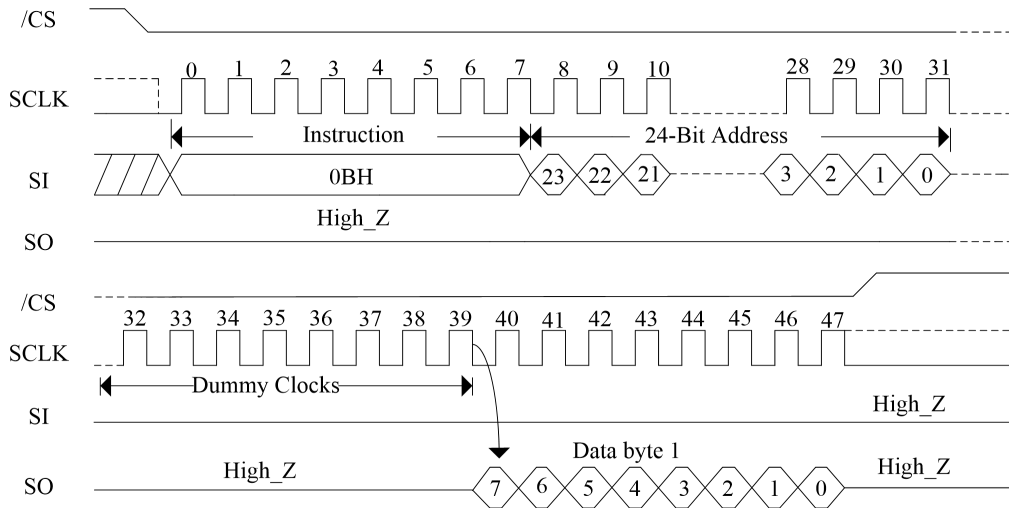 /CS
0 1 2 3 4 5 6 7 8 9 10 28 29 30 31
SCLK
Instruction 24-Bit Address
SI 0BH 23 22 21 3 2 1 0
High_Z
SO
/CS
32 33 34 35 36 37 38 39 40 41 42 43 44 45 46 47
SCLK
Dummy Clocks
SI High_Z
High_Z Data byte 1 High_Z
SO 7 6 5 4 3 2 1 0